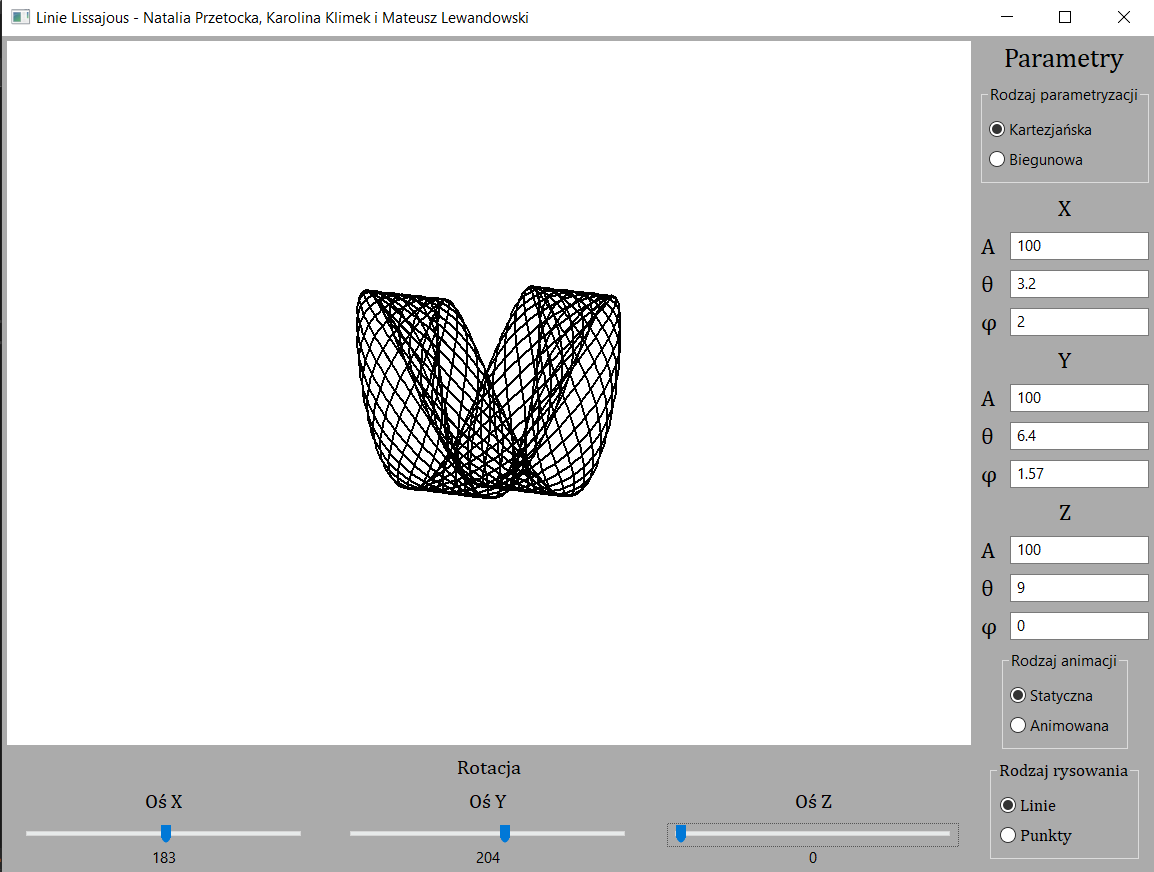 Linie Lissajous - Natalia Przetocka, Karolina Klimek i Mateusz Lewandowski
Parametry
Rodzaj parametryzacji
Kartezjańska
Biegunowa
X
A 100
θ 3.2
φ 2
Y
A 100
θ 6.4
φ 1.57
Z
A 100
θ 9
φ 0
Rodzaj animacji
Statyczna
Animowana
Rodzaj rysowania
Linie
Punkty
Rotacja
Oś X Oś Y Oś Z
183 204 0